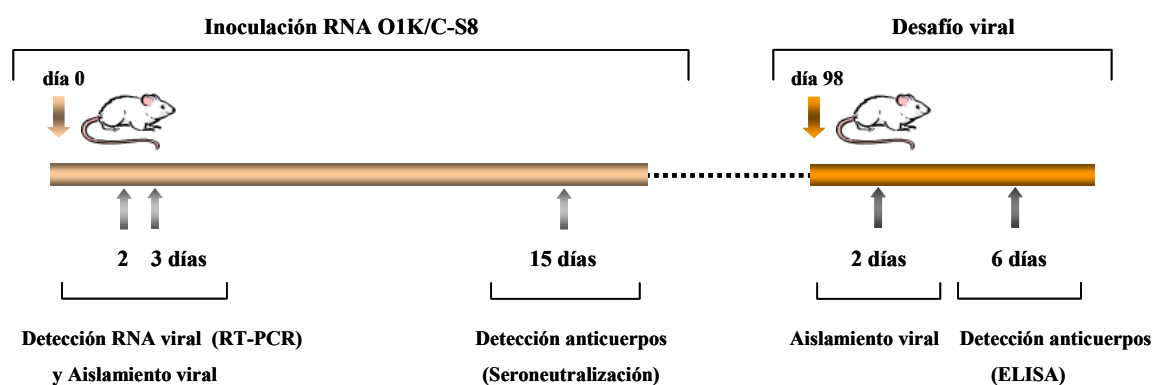 Inoculación RNA O1K/C-S8
Desafío viral
día 0
día 98
2
3 días
15 días
2 días
6 días
Detección RNA viral (RT-PCR)
y Aislamiento viral
Detección anticuerpos
(Seroneutralización)
Aislamiento viral
Detección anticuerpos
(ELISA)